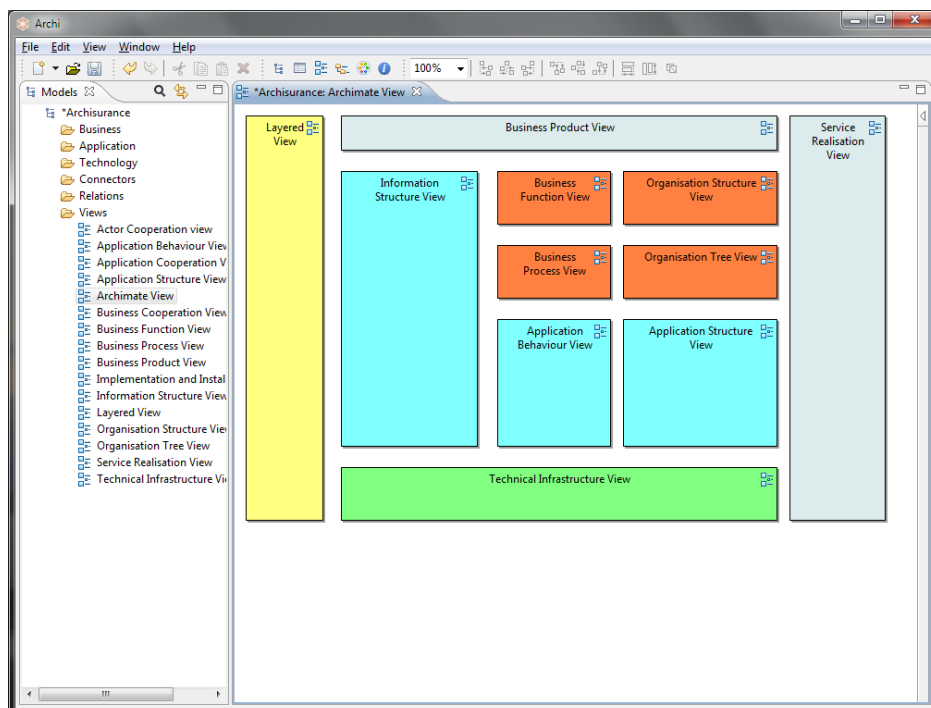 Archi
File Edit View Window Help
100%
Models
*Archisurance: Archimate View
*Archisurance
Business
Application
Technology
Connectors
Relations
Views
Actor Cooperation view
Application Behaviour View
Application Cooperation V
Application Structure View
Archimate View
Business Cooperation View
Business Function View
Business Process View
Business Product View
Implementation and Instal
Information Structure View
Layered View
Organisation Structure Vie
Organisation Tree View
Service Realisation View
Technical Infrastructure Vi
Layered
View
Business Product View
Service
Realisation
View
Information
Structure View
Business
Function View
Organisation Structure
View
Business
Process View
Organisation Tree View
Application
Behaviour View
Application Structure
View
Technical Infrastructure View